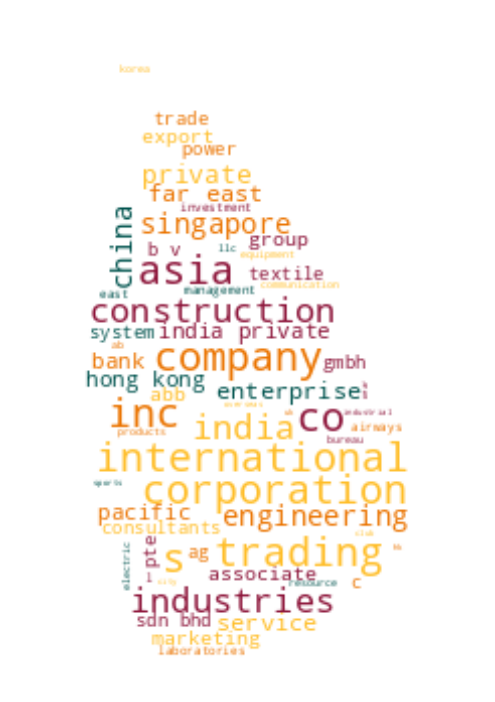 korea
trade
export
power
private
far east
investment
singapore
china
group
b v
llc
equipment
asia
textile
communication
management
east
construction
system
india private
ab
bank
company
gmbh
hong kong
abb
enterprise
inc
co
industrial
india
airways
products
bureau
international
sports
corporation
pacific
engineering
consultants
club
electric
pte
s
ag
trading
associate
l
city
resource
c
industries
sdn bhd
service
marketing
laboratories